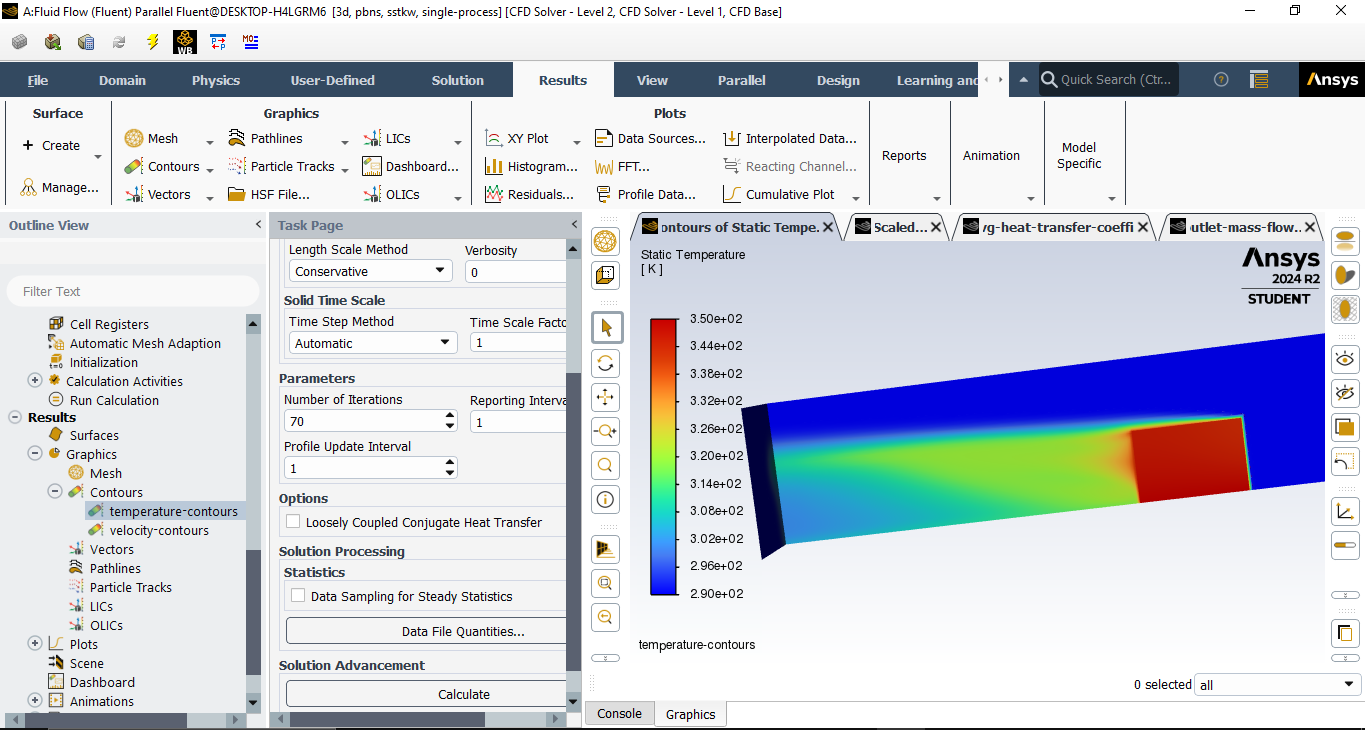 A:Fluid Flow (Fluent) Parallel Fluent@DESKTOP-H4LGRM6 [3d, pbns, sstkw, single-process] [CFD Solver - Level 2, CFD Solver - Level 1, CFD Base]
WB
File Domain Physics User-Defined Solution Results View Parallel Design Learning and Quick Search (Ctr... Ansys
Surface Graphics Plots
Create Mesh Pathlines LICs XY Plot Data Sources... Interpolated Data...
Contours Particle Tracks Dashboard... Histogram... FFT... Reacting Channel... Reports Animation Model Specific
Manage... Vectors HSF File... OLICs Residuals... Profile Data... Cumulative Plot
Outline View
Filter Text
Cell Registers
Automatic Mesh Adaption
Initialization
Calculation Activities
Run Calculation
Results
Surfaces
Graphics
Mesh
Contours
temperature-contours
velocity-contours
Vectors
Pathlines
Particle Tracks
LICs
OLICs
Plots
Scene
Dashboard
Animations
Task Page
Length Scale Method Verbosity
Conservative 0
Solid Time Scale
Time Step Method Time Scale Facto
Automatic 1
Parameters
Number of Iterations Reporting Interva
70 1
Profile Update Interval
1
Options
Loosely Coupled Conjugate Heat Transfer
Solution Processing
Statistics
Data Sampling for Steady Statistics
Data File Quantities...
Solution Advancement
Calculate
ontours of Static Tempe. Scaled... vg-heat-transfer-coeffi utlet-mass-flow..
Static Temperature
[ K ]
Ansys
2024 R2
STUDENT
3.50e+02
3.44e+02
3.38e+02
3.32e+02
3.26e+02
3.20e+02
3.14e+02
3.08e+02
3.02e+02
2.96e+02
2.90e+02
temperature-contours
0 selected all
Console Graphics